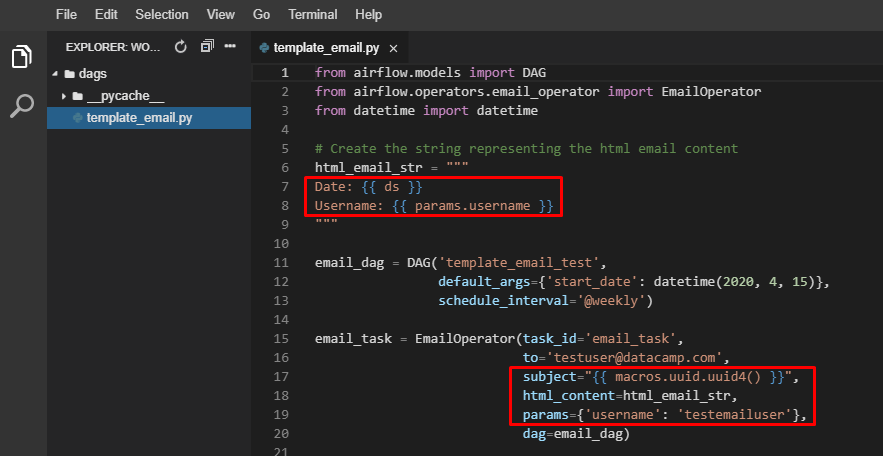 File Edit Selection View Go Terminal Help
EXPLORER: WO...
template_email.py
dags
__pycache__
template_email.py
1 from airflow.models import DAG
2 from airflow.operators.email_operator import EmailOperator
3 from datetime import datetime
4
5 # Create the string representing the html email content
6 html_email_str = """
7 Date: {{ ds }}
8 Username: {{ params.username }}
9 """
10
11 email_dag = DAG('template_email_test',
12 default_args={'start_date': datetime(2020, 4, 15)},
13 schedule_interval='@weekly')
14
15 email_task = EmailOperator(task_id='email_task',
16 to='testuser@datacamp.com',
17 subject="{{ macros.uuid.uuid4() }}",
18 html_content=html_email_str,
19 params={'username': 'testemailuser'},
20 dag=email_dag)
21